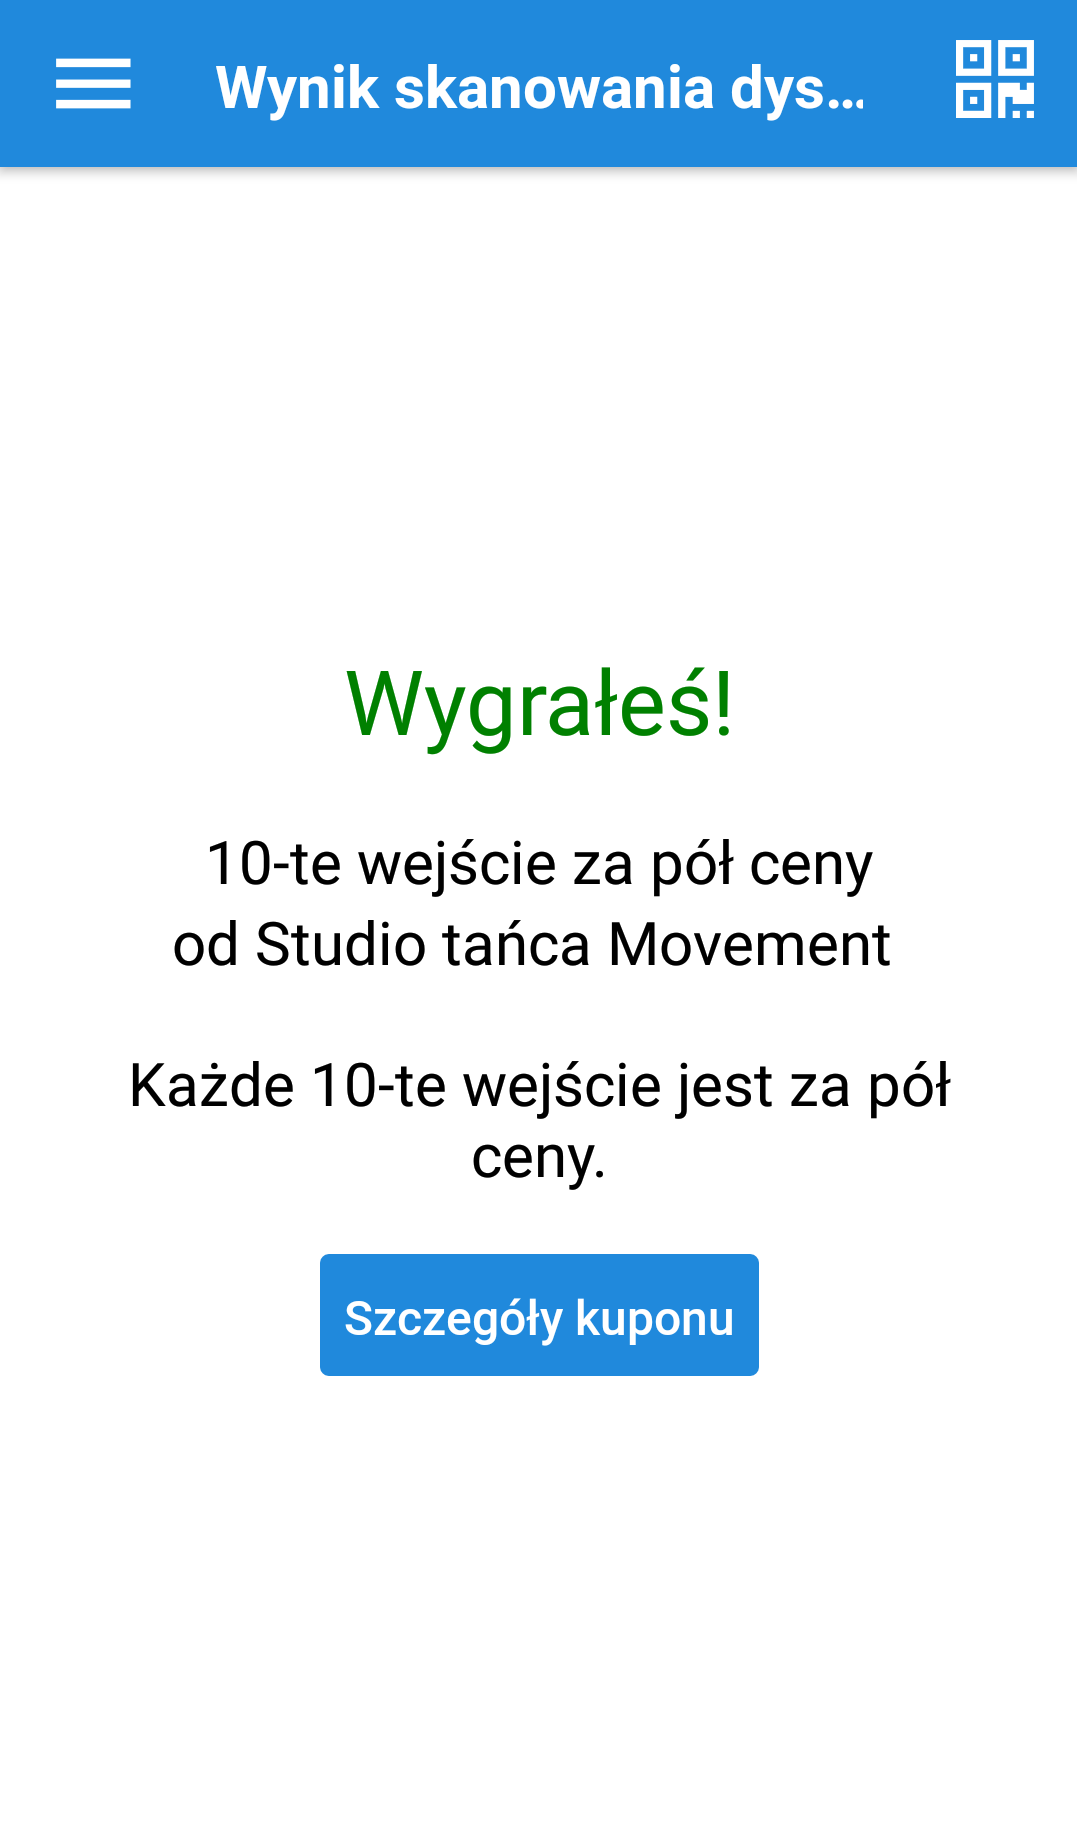 Wynik skanowania dys...
Wygrałeś!
10-te wejście za pół ceny
od Studio tańca Movement
Każde 10-te wejście jest za pół
ceny.
Szczegóły kuponu